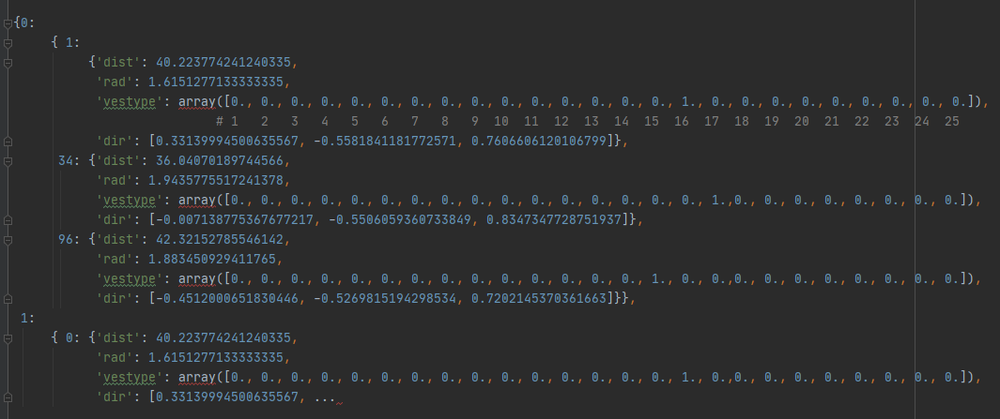 {0:
{ 1:
{'dist': 40.223774241240335,
'rad': 1.6151277133333335,
'vestype': array([0., 0., 0., 0., 0., 0., 0., 0., 0., 0., 0., 0., 0., 0., 0., 1., 0., 0., 0., 0., 0., 0., 0., 0., 0.]),
# 1 2 3 4 5 6 7 8 9 10 11 12 13 14 15 16 17 18 19 20 21 22 23 24 25
'dir': [0.33139994500635567, -0.5581841181772571, 0.7606606120106799]},
34: {'dist': 36.04070189744566,
'rad': 1.9435775517241378,
'vestype': array([0., 0., 0., 0., 0., 0., 0., 0., 0., 0., 0., 0., 0., 0., 0., 0., 1.,0., 0., 0., 0., 0., 0., 0., 0.]),
'dir': [-0.007138775367677217, -0.5506059360733849, 0.8347347728751937]},
96: {'dist': 42.32152785546142,
'rad': 1.883450929411765,
'vestype': array([0., 0., 0., 0., 0., 0., 0., 0., 0., 0., 0., 0., 0., 0., 1., 0., 0.,0., 0., 0., 0., 0., 0., 0., 0.]),
'dir': [-0.4512000651830446, -0.5269815194298534, 0.7202145370361663]}},
1:
{ 0: {'dist': 40.223774241240335,
'rad': 1.6151277133333335,
'vestype': array([0., 0., 0., 0., 0., 0., 0., 0., 0., 0., 0., 0., 0., 0., 0., 1., 0.,0., 0., 0., 0., 0., 0., 0., 0.]),
'dir': [0.33139994500635567, ...